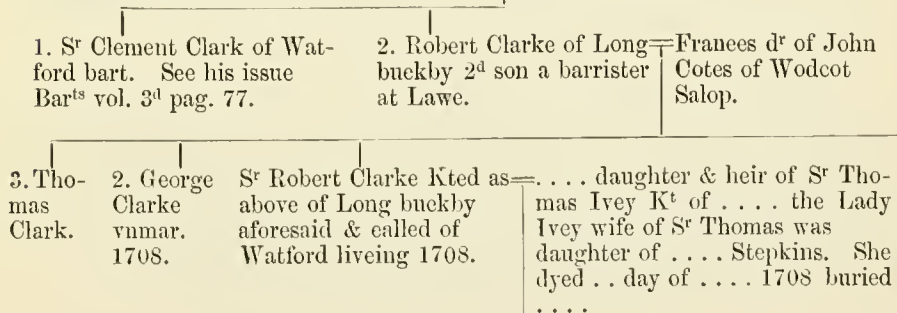 1. Sʳ Clement Clark of Wat-
ford bart. See his issue
Barᵗˢ vol. 3ᵈ pag. 77.
2. Robert Clarke of Long
buckby 2ᵈ son a barrister
at Lawe.
=Franees dʳ of John
Cotes of Wodcot
Salop.
3. Tho-
mas
Clark.
2. George
Clarke
vnmar.
1708.
Sʳ Robert Clarke Kted as
above of Long buckby
aforesaid & called of
Watford liveing 1708.
=. . . . daughter & heir of Sʳ Tho-
mas Ivey Kᵗ of . . . . the Lady
Ivey wife of Sʳ Thomas was
daughter of . . . . Stepkins. She
dyed . . day of . . . . 1708 buried
. . . .